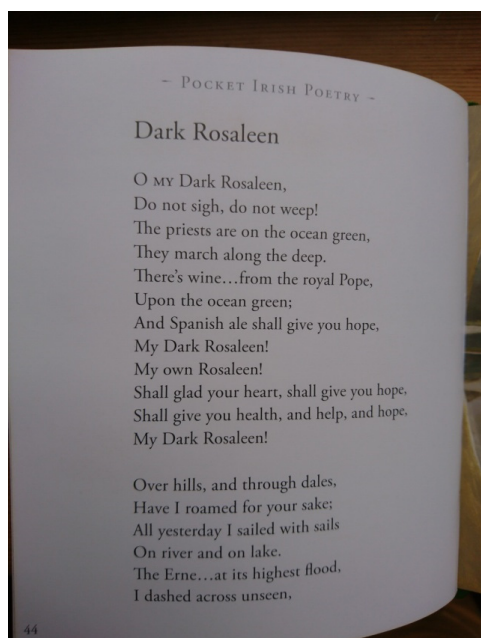 ~ Pocket Irish Poetry ~
Dark Rosaleen
O MY Dark Rosaleen,
Do not sigh, do not weep!
The priests are on the ocean green,
They march along the deep.
There's wine…from the royal Pope,
Upon the ocean green;
And Spanish ale shall give you hope,
My Dark Rosaleen!
My own Rosaleen!
Shall glad your heart, shall give you hope,
Shall give you health, and help, and hope,
My Dark Rosaleen!
Over hills, and through dales,
Have I roamed for your sake;
All yesterday I sailed with sails
On river and on lake.
The Erne…at its highest flood,
I dashed across unseen,
44